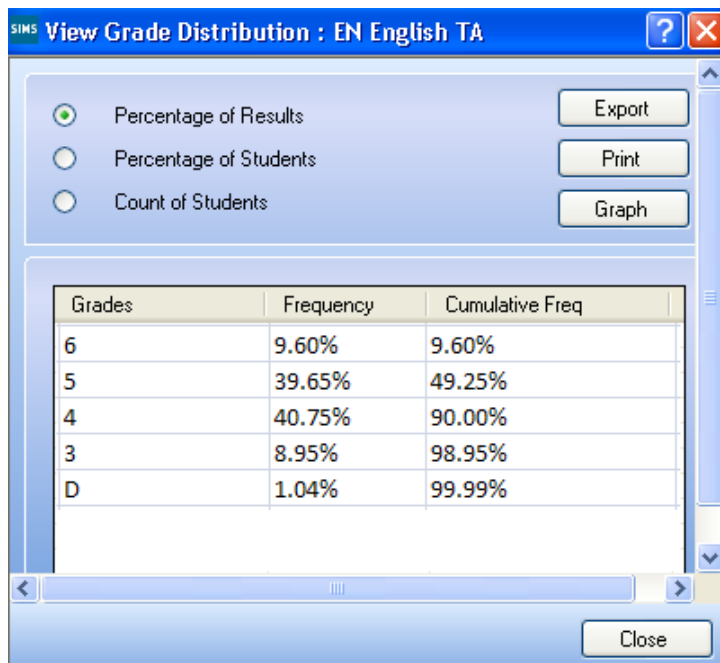 SIMS View Grade Distribution : EN English TA
Percentage of Results
Export
Percentage of Students
Print
Count of Students
Graph
Grades Frequency Cumulative Freq
6 9.60% 9.60%
5 39.65% 49.25%
4 40.75% 90.00%
3 8.95% 98.95%
D 1.04% 99.99%
Close